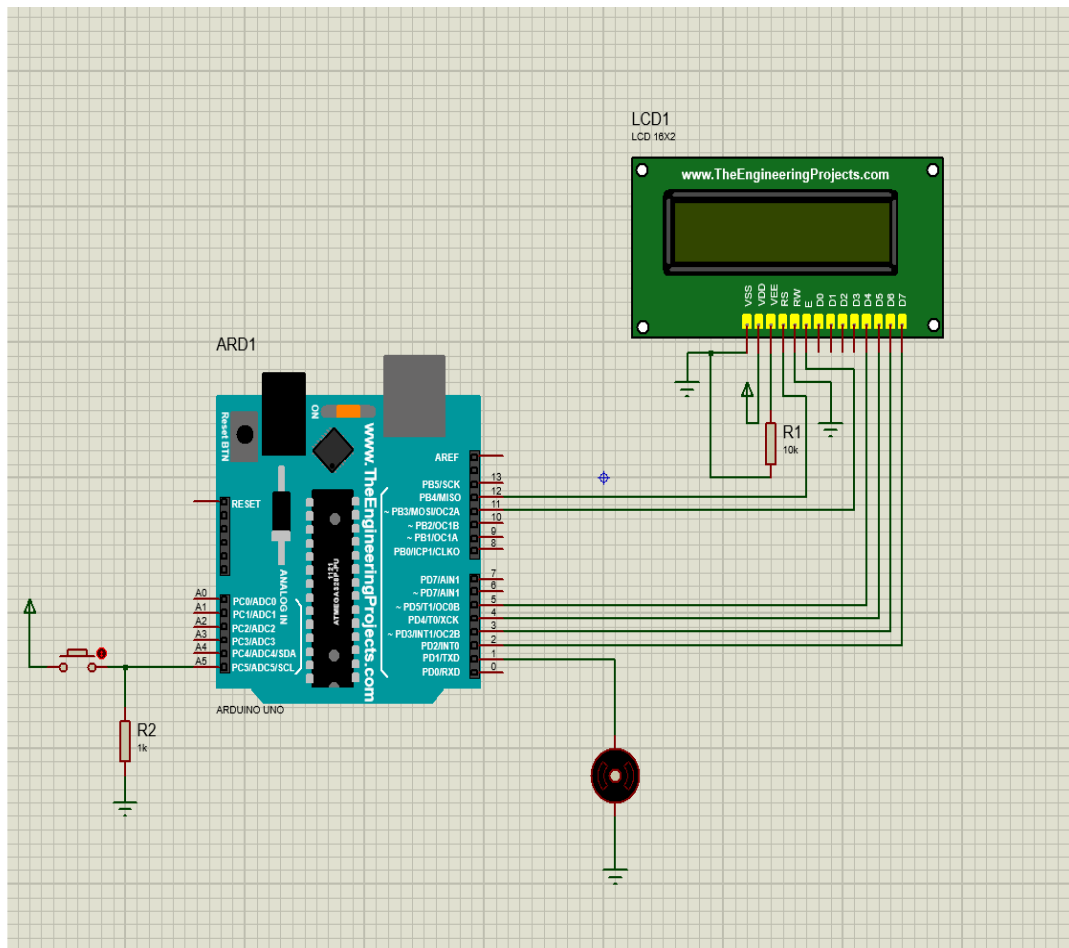 LCD1
LCD 16X2
www.TheEngineeringProjects.com
VSS
VDD
VEE
RS
RW
E
D0
D1
D2
D3
D4
D5
D6
D7
R1
10k
ARD1
Reset BTN
ON
www.TheEngineeringProjects.com
RESET
ANALOG IN
1121
ATMEGA328P-PU
AREF
PB5/SCK 13
PB4/MISO 12
~ PB3/MOSI/OC2A 11
~ PB2/OC1B 10
~ PB1/OC1A 9
PB0/ICP1/CLKO 8
PD7/AIN1 7
~ PD7/AIN1 6
~ PD5/T1/OC0B 5
PD4/T0/XCK 4
~ PD3/INT1/OC2B 3
PD2/INT0 2
PD1/TXD 1
PD0/RXD 0
A0 PC0/ADC0
A1 PC1/ADC1
A2 PC2/ADC2
A3 PC3/ADC3
A4 PC4/ADC4/SDA
A5 PC5/ADC5/SCL
ARDUINO UNO
R2
1k